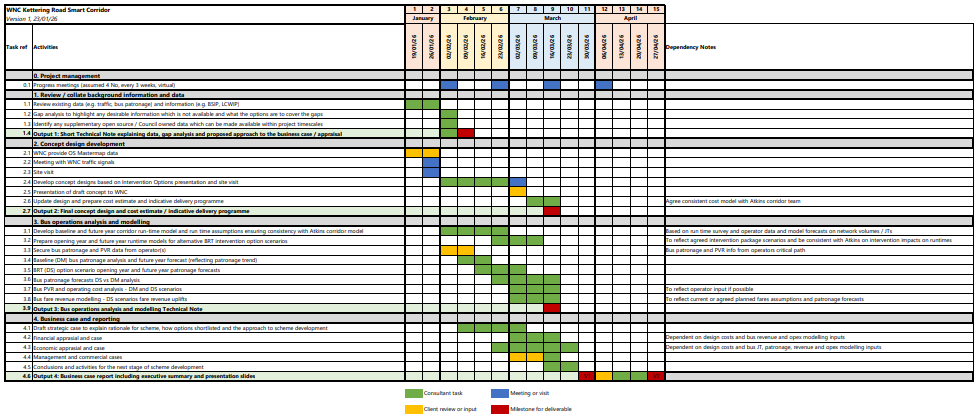 WNC Kettering Road Smart Corridor 1 2 3 4 5 6 7 8 9 10 11 12 13 14 15
Version 1, 23/01/26 January February March April
Task ref Activities 19/01/26 26/01/26 02/02/26 09/02/26 16/02/26 23/02/26 02/03/26 09/03/26 16/03/26 23/03/26 30/03/26 06/04/26 13/04/26 20/04/26 27/04/26 Dependency Notes
0. Project management
0.1 Progress meetings (assumed 4 No, every 3 weeks, virtual)
1. Review / collate background information and data
1.1 Review existing data (e.g. traffic, bus patronage) and information (e.g. BSIP, LCWIP)
1.2 Gap analysis to highlight any desirable information which is not available and what the options are to cover the gaps
1.3 Identify any supplementary open source / Council owned data which can be made available within project timescales
1.4 Output 1: Short Technical Note explaining data, gap analysis and proposed approach to the business case / appraisal
2. Concept design development
2.1 WNC provide OS Mastermap data
2.2 Meeting with WNC traffic signals
2.3 Site visit
2.4 Develop concept designs based on Intervention Options presentation and site visit
2.5 Presentation of draft concept to WNC
2.6 Update design and prepare cost estimate and indicative delivery programme Agree consistent cost model with Atkins corridor team
2.7 Output 2: Final concept design and cost estimate / indicative delivery programme
3. Bus operations analysis and modelling
3.1 Develop baseline and future year corridor run-time model and run time assumptions ensuring consistency with Atkins corridor model Based on run time survey and operator data and model forecasts on network volumes / JTs
3.2 Prepare opening year and future year runtime models for alternative BRT intervention option scenarios To reflect agreed intervention package scenarios and be consistent with Atkins on intervention impacts on runtimes
3.3 Secure bus patronage and PVR data from operator(s) Bus patronage and PVR info from operators critical path
3.4 Baseline (DM) bus patronage analysis and future year forecast (reflecting patronage trend)
3.5 BRT (DS) option scenario opening year and future year patronage forecasts
3.6 Bus patronage forecasts DS vs DM analysis
3.7 Bus PVR and operating cost analysis - DM and DS scenarios To reflect operator input if possible
3.8 Bus fare revenue modelling - DS scenarios fare revenue uplifts To reflect current or agreed planned fares assumptions and patronage forecasts
3.9 Output 3: Bus operations analysis and modelling Technical Note
4. Business case and reporting
4.1 Draft strategic case to explain rationale for scheme, how options shortlisted and the approach to scheme development
4.2 Financial appraisal and case Dependent on design costs and bus revenue and opex modelling inputs
4.3 Economic appraisal and case Dependent on design costs and bus JT, patronage, revenue and opex modelling inputs
4.4 Management and commercial cases
4.5 Conclusions and activities for the next stage of scheme development
4.6 Output 4: Business case report including executive summary and presentation slides
Consultant task Meeting or visit
Client review or input Milestone for deliverable